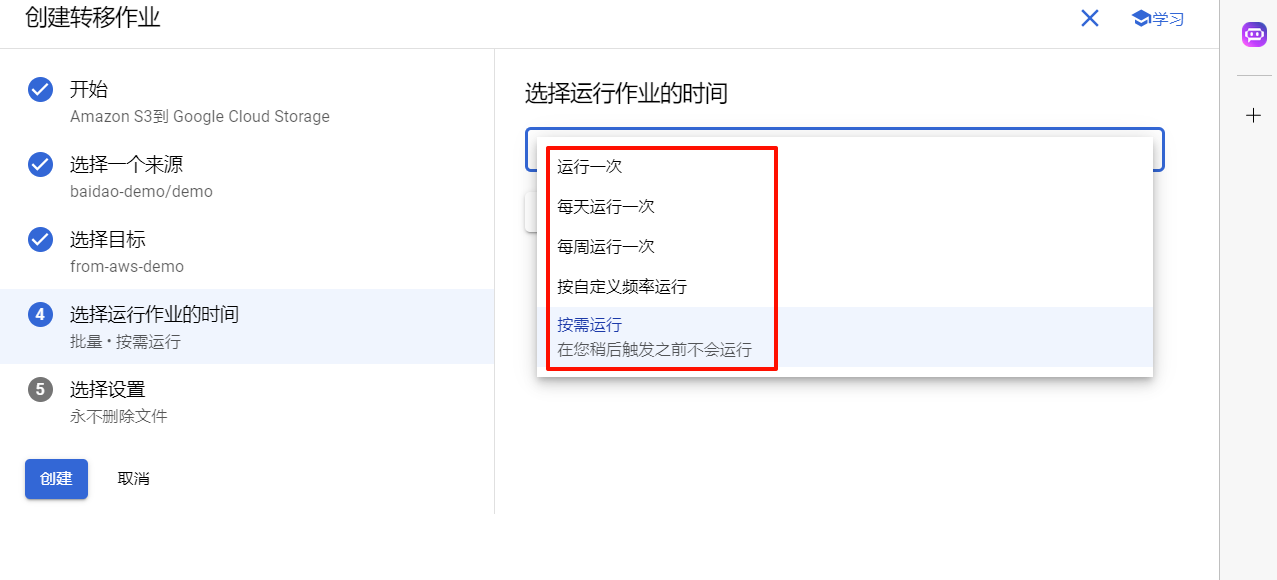 创建转移作业
学习
开始
Amazon S3到 Google Cloud Storage
选择一个来源
baidao-demo/demo
选择目标
from-aws-demo
4
选择运行作业的时间
批量 • 按需运行
5
选择设置
永不删除文件
创建
取消
选择运行作业的时间
运行一次
每天运行一次
每周运行一次
按自定义频率运行
按需运行
在您稍后触发之前不会运行